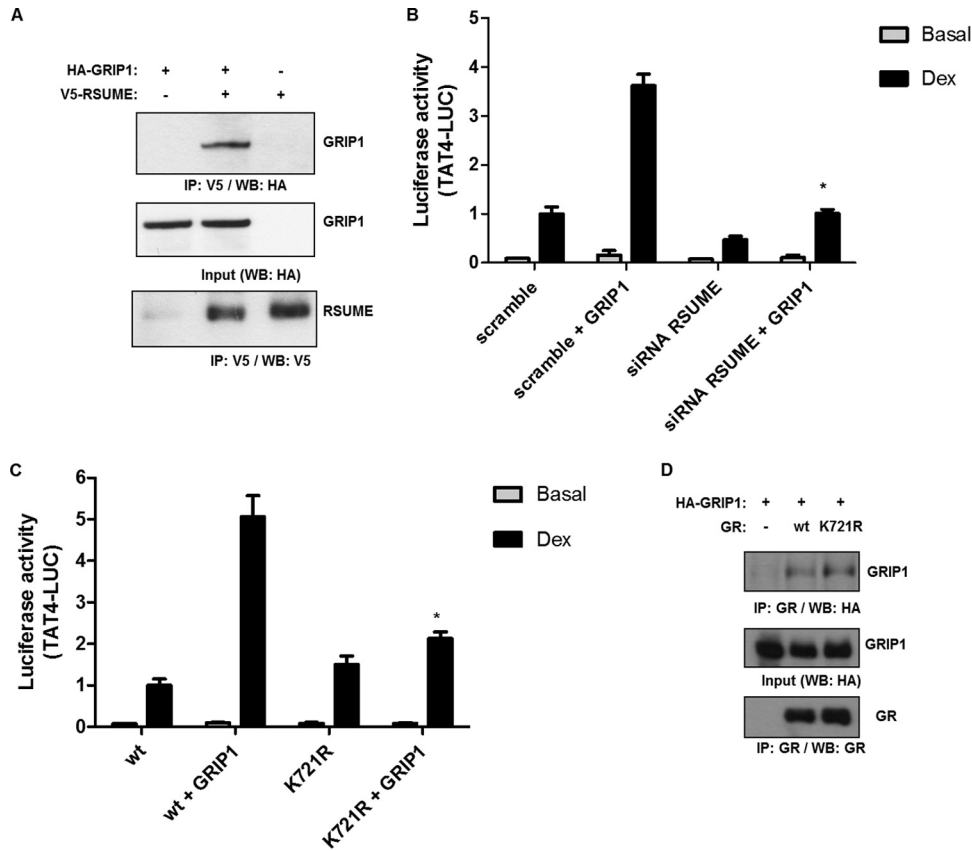 A
HA-GRIP1: + + -
V5-RSUME: - + +
GRIP1
IP: V5 / WB: HA
GRIP1
Input (WB: HA)
RSUME
IP: V5 / WB: V5
B
Luciferase activity
(TAT4-LUC)
5
4
3
2
1
0
*
Basal
Dex
scramble
scramble + GRIP1
siRNA RSUME
siRNA RSUME + GRIP1
C
Luciferase activity
(TAT4-LUC)
6
5
4
3
2
1
0
*
Basal
Dex
wt
wt + GRIP1
K721R
K721R + GRIP1
D
HA-GRIP1: + + +
GR: - wt K721R
GRIP1
IP: GR / WB: HA
GRIP1
Input (WB: HA)
GR
IP: GR / WB: GR